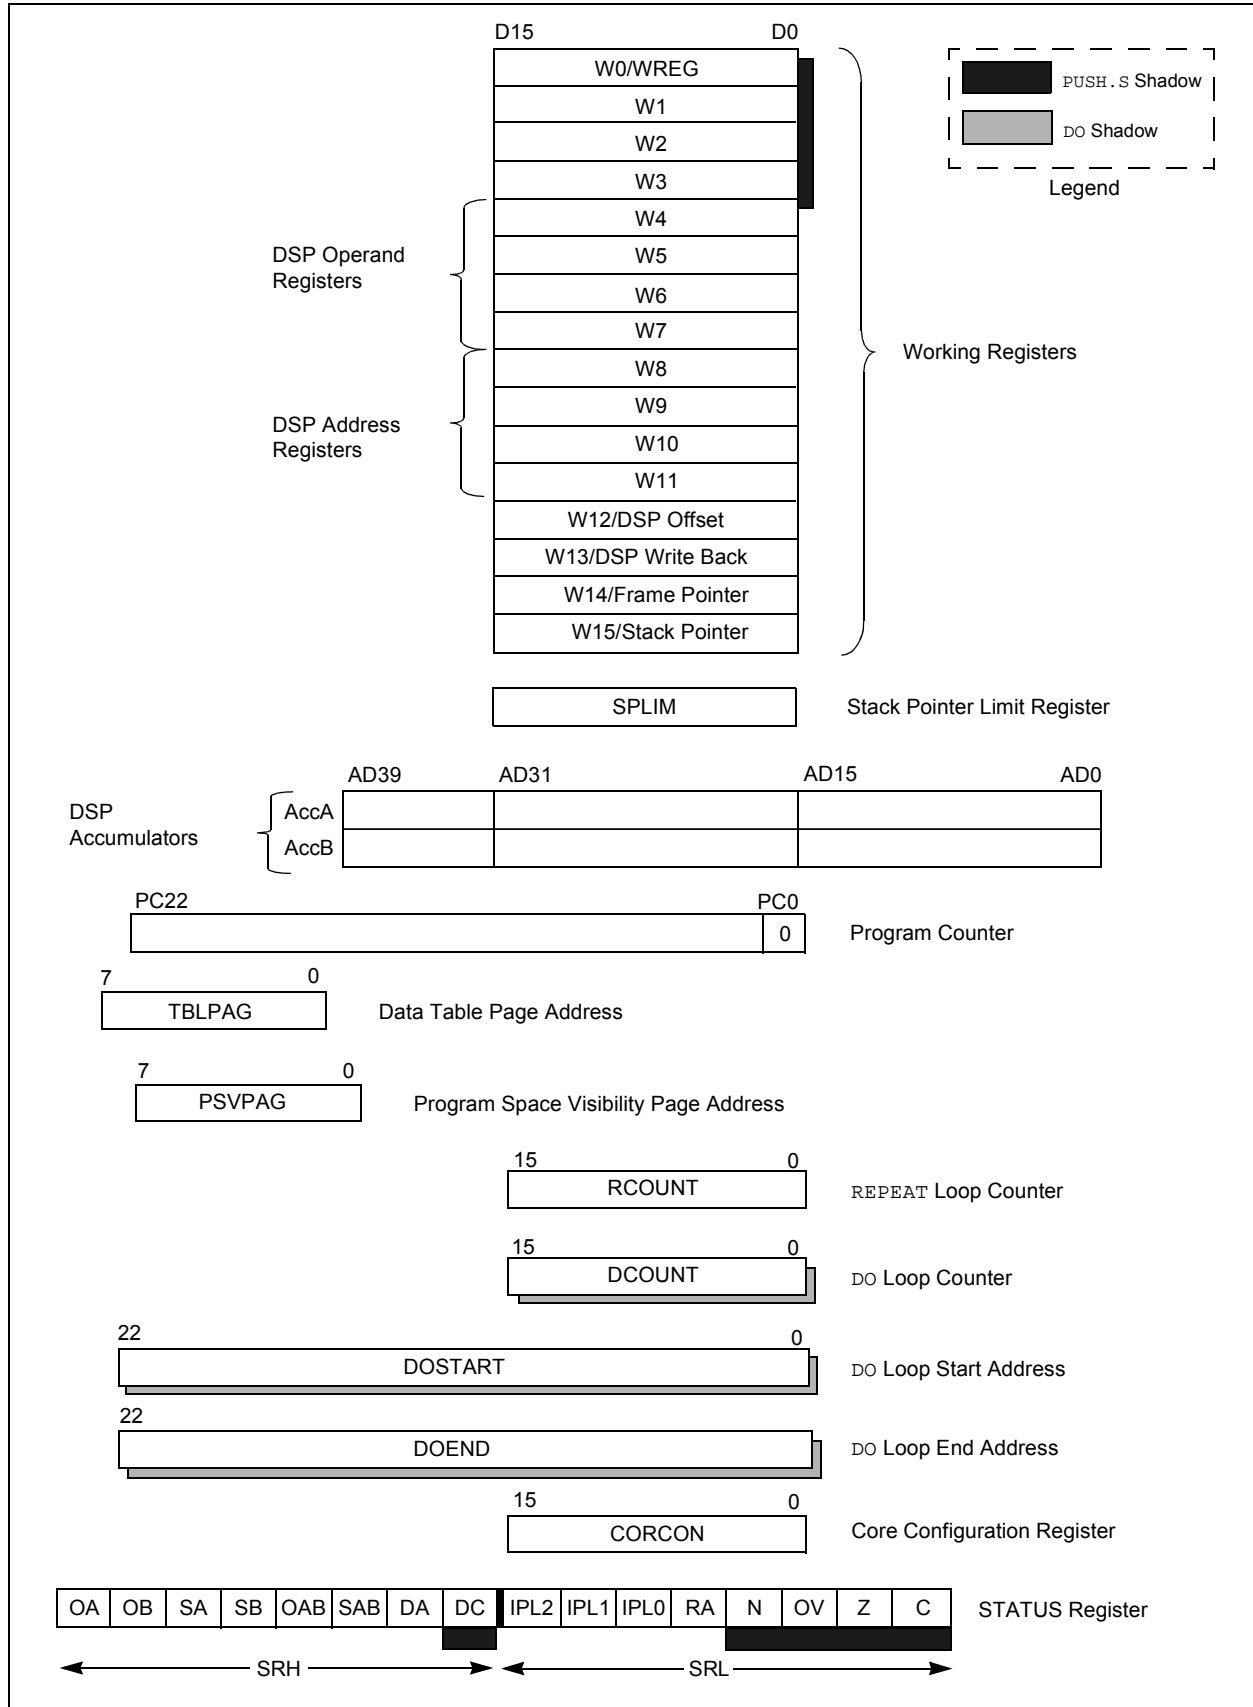 D15 D0
W0/WREG
PUSH.S Shadow
W1
DO Shadow
W2
W3
Legend
W4
DSP Operand
Registers
W5
W6
W7
Working Registers
W8
W9
DSP Address
Registers
W10
W11
W12/DSP Offset
W13/DSP Write Back
W14/Frame Pointer
W15/Stack Pointer
SPLIM Stack Pointer Limit Register
AD39 AD31 AD15 AD0
DSP
Accumulators
AccA
AccB
PC22 PC0
0 Program Counter
7 0
TBLPAG Data Table Page Address
7 0
PSVPAG Program Space Visibility Page Address
15 0
RCOUNT REPEAT Loop Counter
15 0
DCOUNT DO Loop Counter
22 0
DOSTART DO Loop Start Address
22
DOEND DO Loop End Address
15 0
CORCON Core Configuration Register
OA OB SA SB OAB SAB DA DC IPL2 IPL1 IPL0 RA N OV Z C STATUS Register
SRH SRL